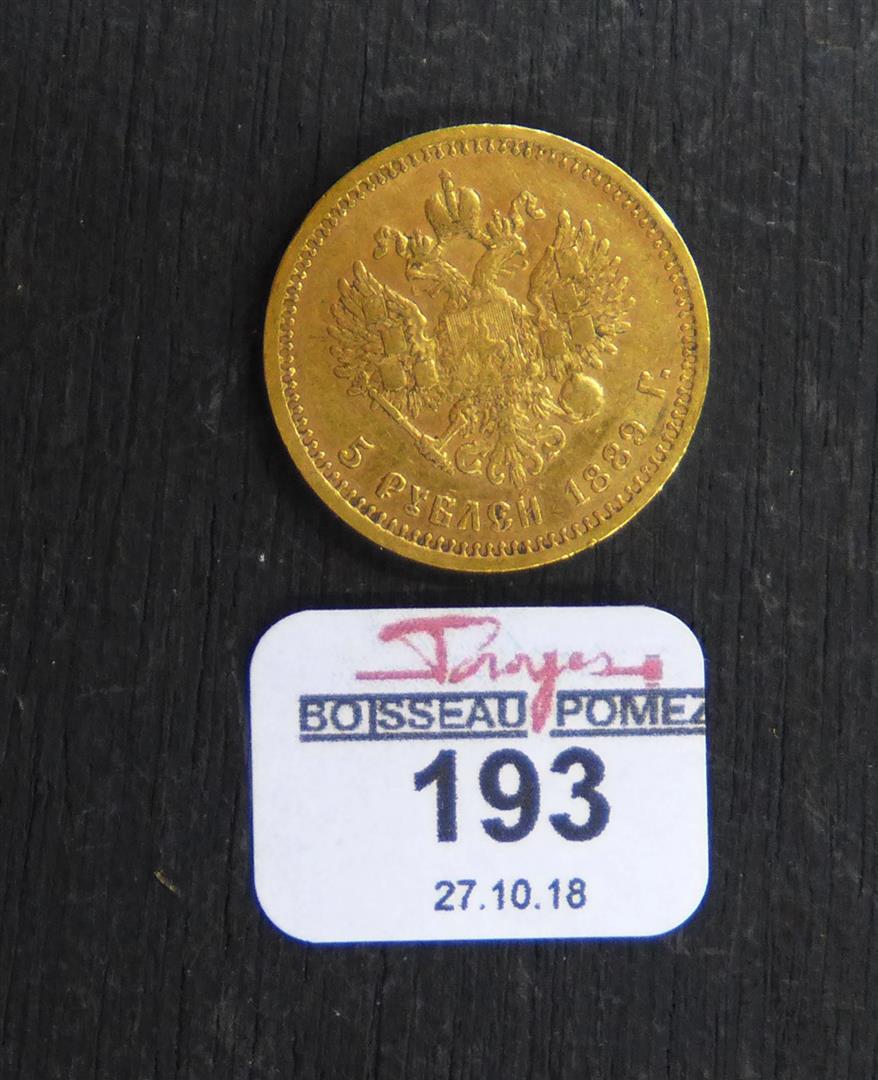 5 РУБЛЕЙ 1889 Г.
Troyes
BOISSEAU POMEZ
193
27.10.18